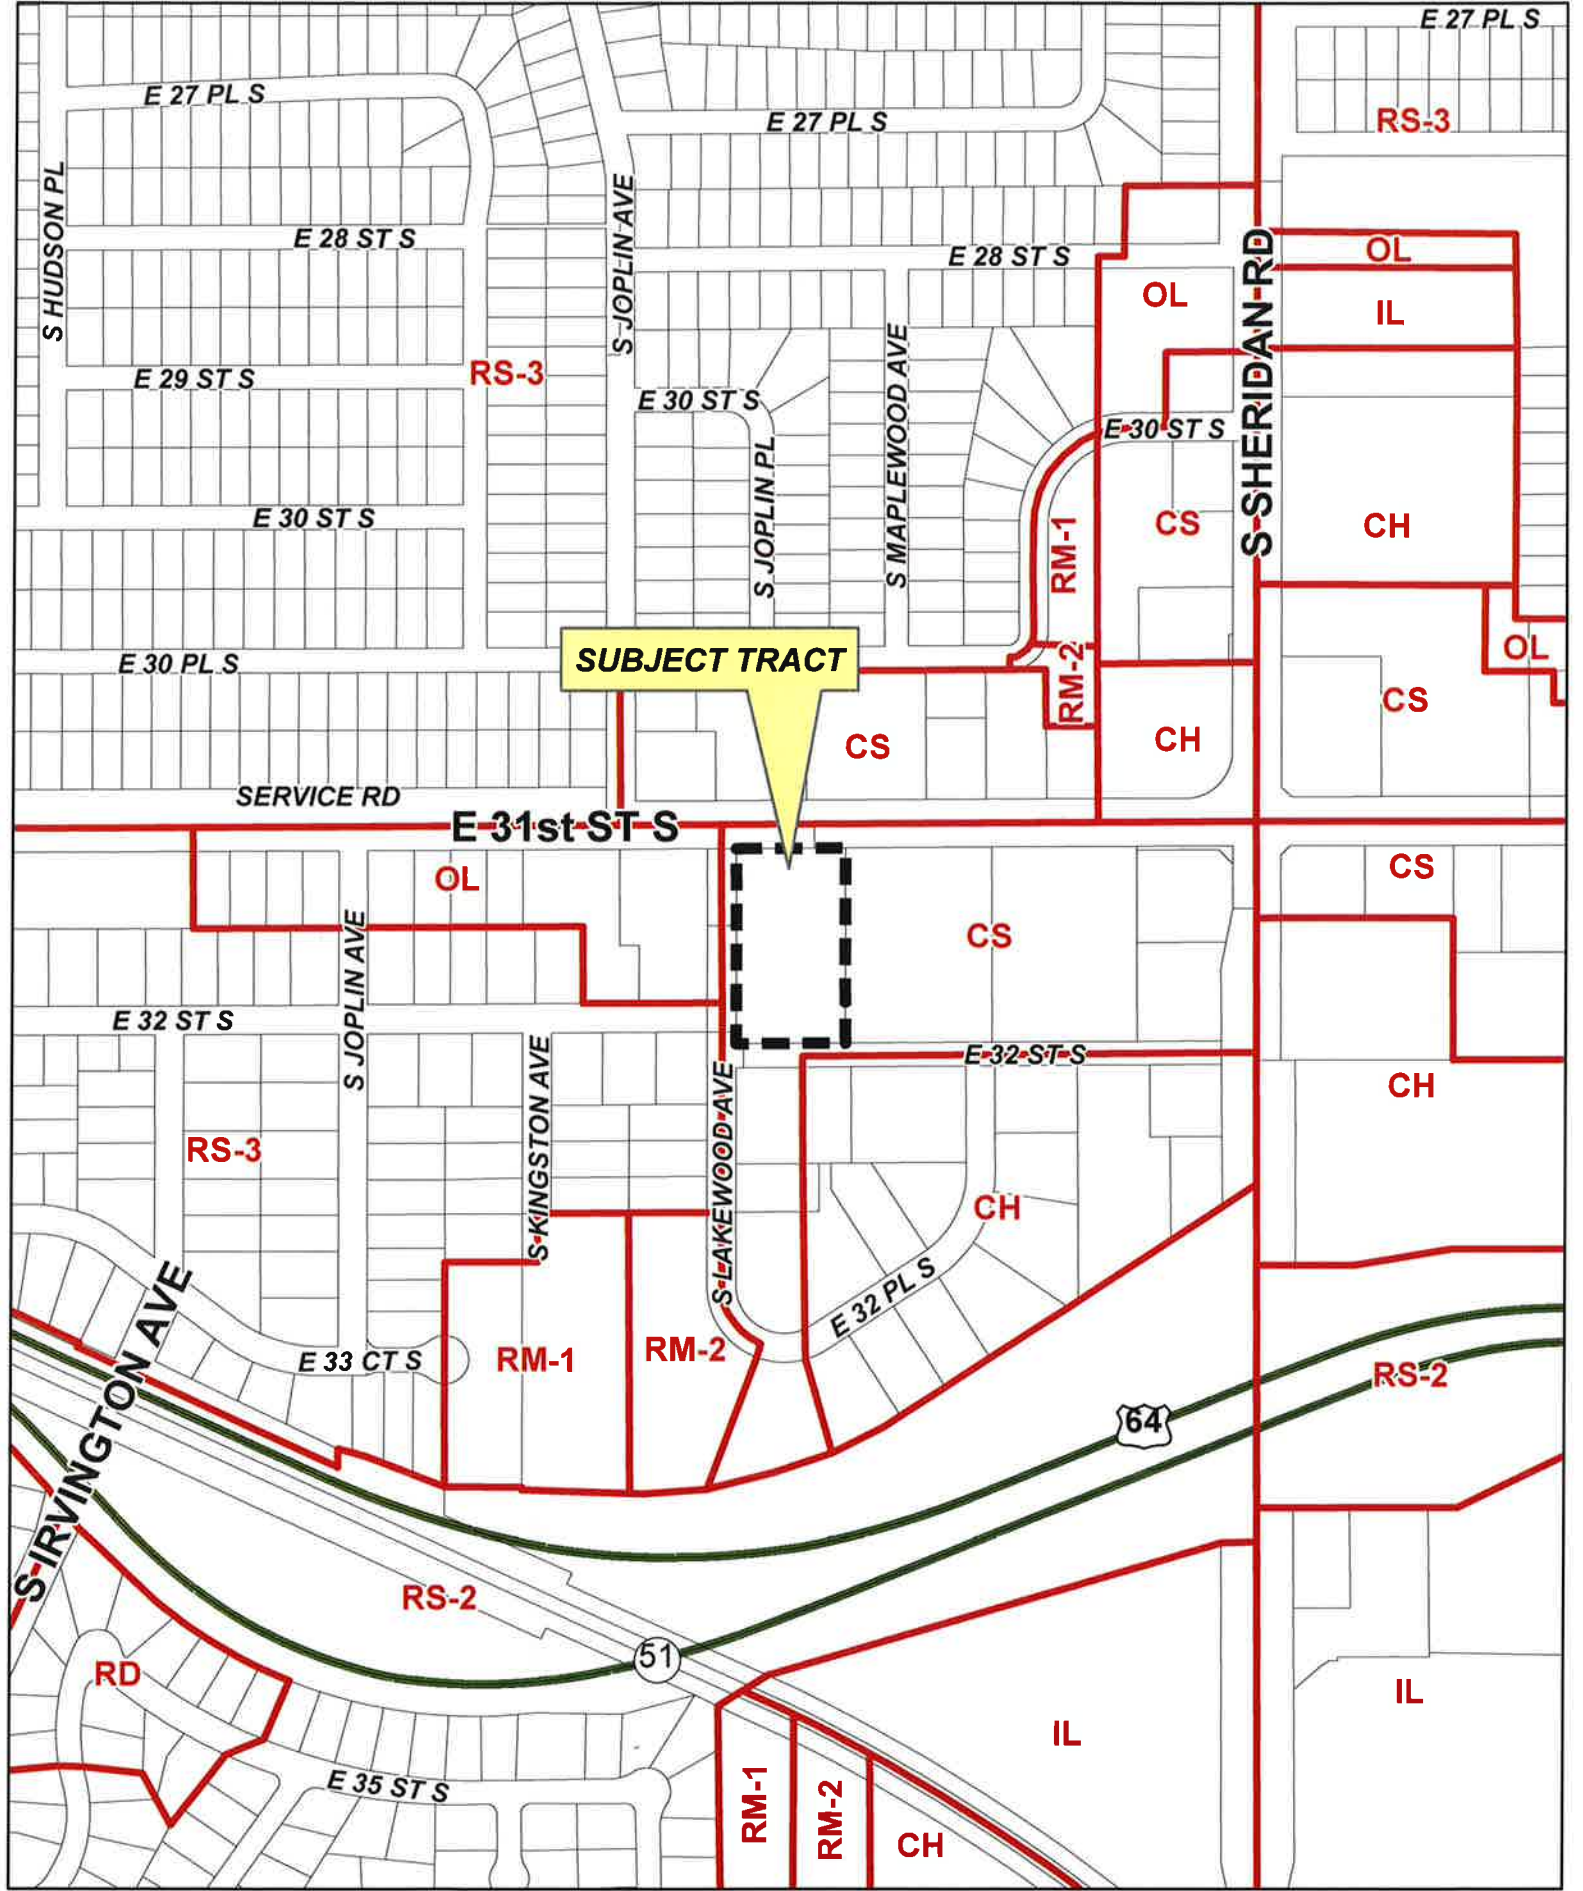 E 27 PL S
E 27 PL S
E 27 PL S
RS-3
S HUDSON PL
S JOPLIN AVE
E 28 ST S
E 28 ST S
S SHERIDAN RD
OL
OL
IL
E 29 ST S
RS-3
E 30 ST S
S JOPLIN PL
S MAPLEWOOD AVE
E 30 ST S
E 30 ST S
RM-1
CS
CH
E 30 PL S
SUBJECT TRACT
RM-2
OL
CS
CS
CH
SERVICE RD
E 31st ST S
OL
CS
CS
S JOPLIN AVE
E 32 ST S
E 32 ST S
S KINGSTON AVE
S LAKEWOOD AVE
CH
RS-3
CH
S IRVINGTON AVE
E 32 PL S
E 33 CT S
RM-1
RM-2
RS-2
64
RS-2
51
RD
IL
IL
E 35 ST S
RM-1
RM-2
CH